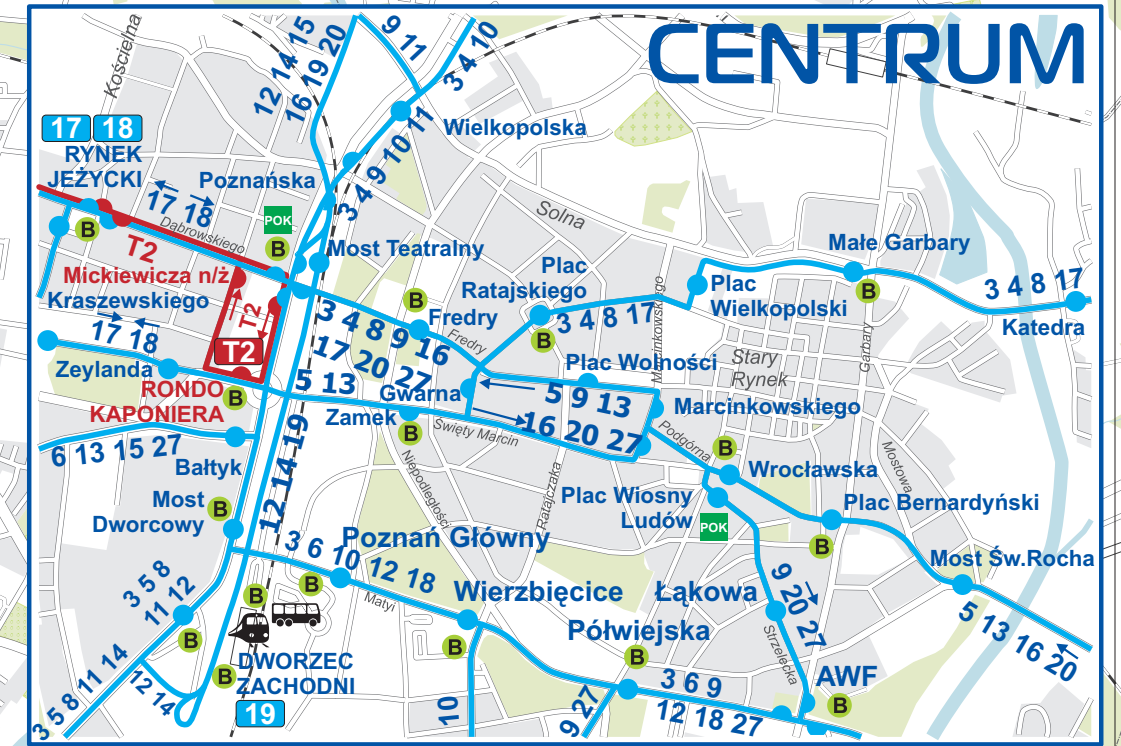 CENTRUM
Kościelna
12 14 15
16 19 20
9 11
3 4 10
17 18
RYNEK
JEŻYCKI
Poznańska
Wielkopolska
3 4 9 10 11
17 18
Dąbrowskiego
POK
B
B
T2
Mickiewicza n/ż
Kraszewskiego
T2
T2
Most Teatralny
Solna
Małe Garbary
B
Plac
Ratajskiego
B
Plac
Wielkopolski
3 4 8 17
Katedra
3 4 8 17
B
Fredry
Fredry
3 4 8 9 16
17 20 27
17 18
Zeylanda
RONDO
KAPONIERA
B
5 13
Gwarna
Zamek
B
Święty Marcin
Plac Wolności
Marcinkowskiego
Stary
Rynek
Garbary
5 9 13
16 20 27
Marcinkowskiego
Podgórna
B
Wrocławska
Mostowa
6 13 15 27
Bałtyk
12 14 19
Niepodległości
Ratajczaka
Plac Wiosny
Ludów
POK
Plac Bernardyński
B
Most
Dworcowy
B
Poznań Główny
3 6 10 12 18
B
B
Matyi
Most Św.Rocha
5 13 16 20
3 5 8
11 12
B
Wierzbięcice
B
Łąkowa
9 20 27
Strzelecka
Półwiejska
B
DWORZEC
ZACHODNI
19
B
12 14
3 5 8 11 14
10
9 27
3 6 9
12 18 27
AWF
B